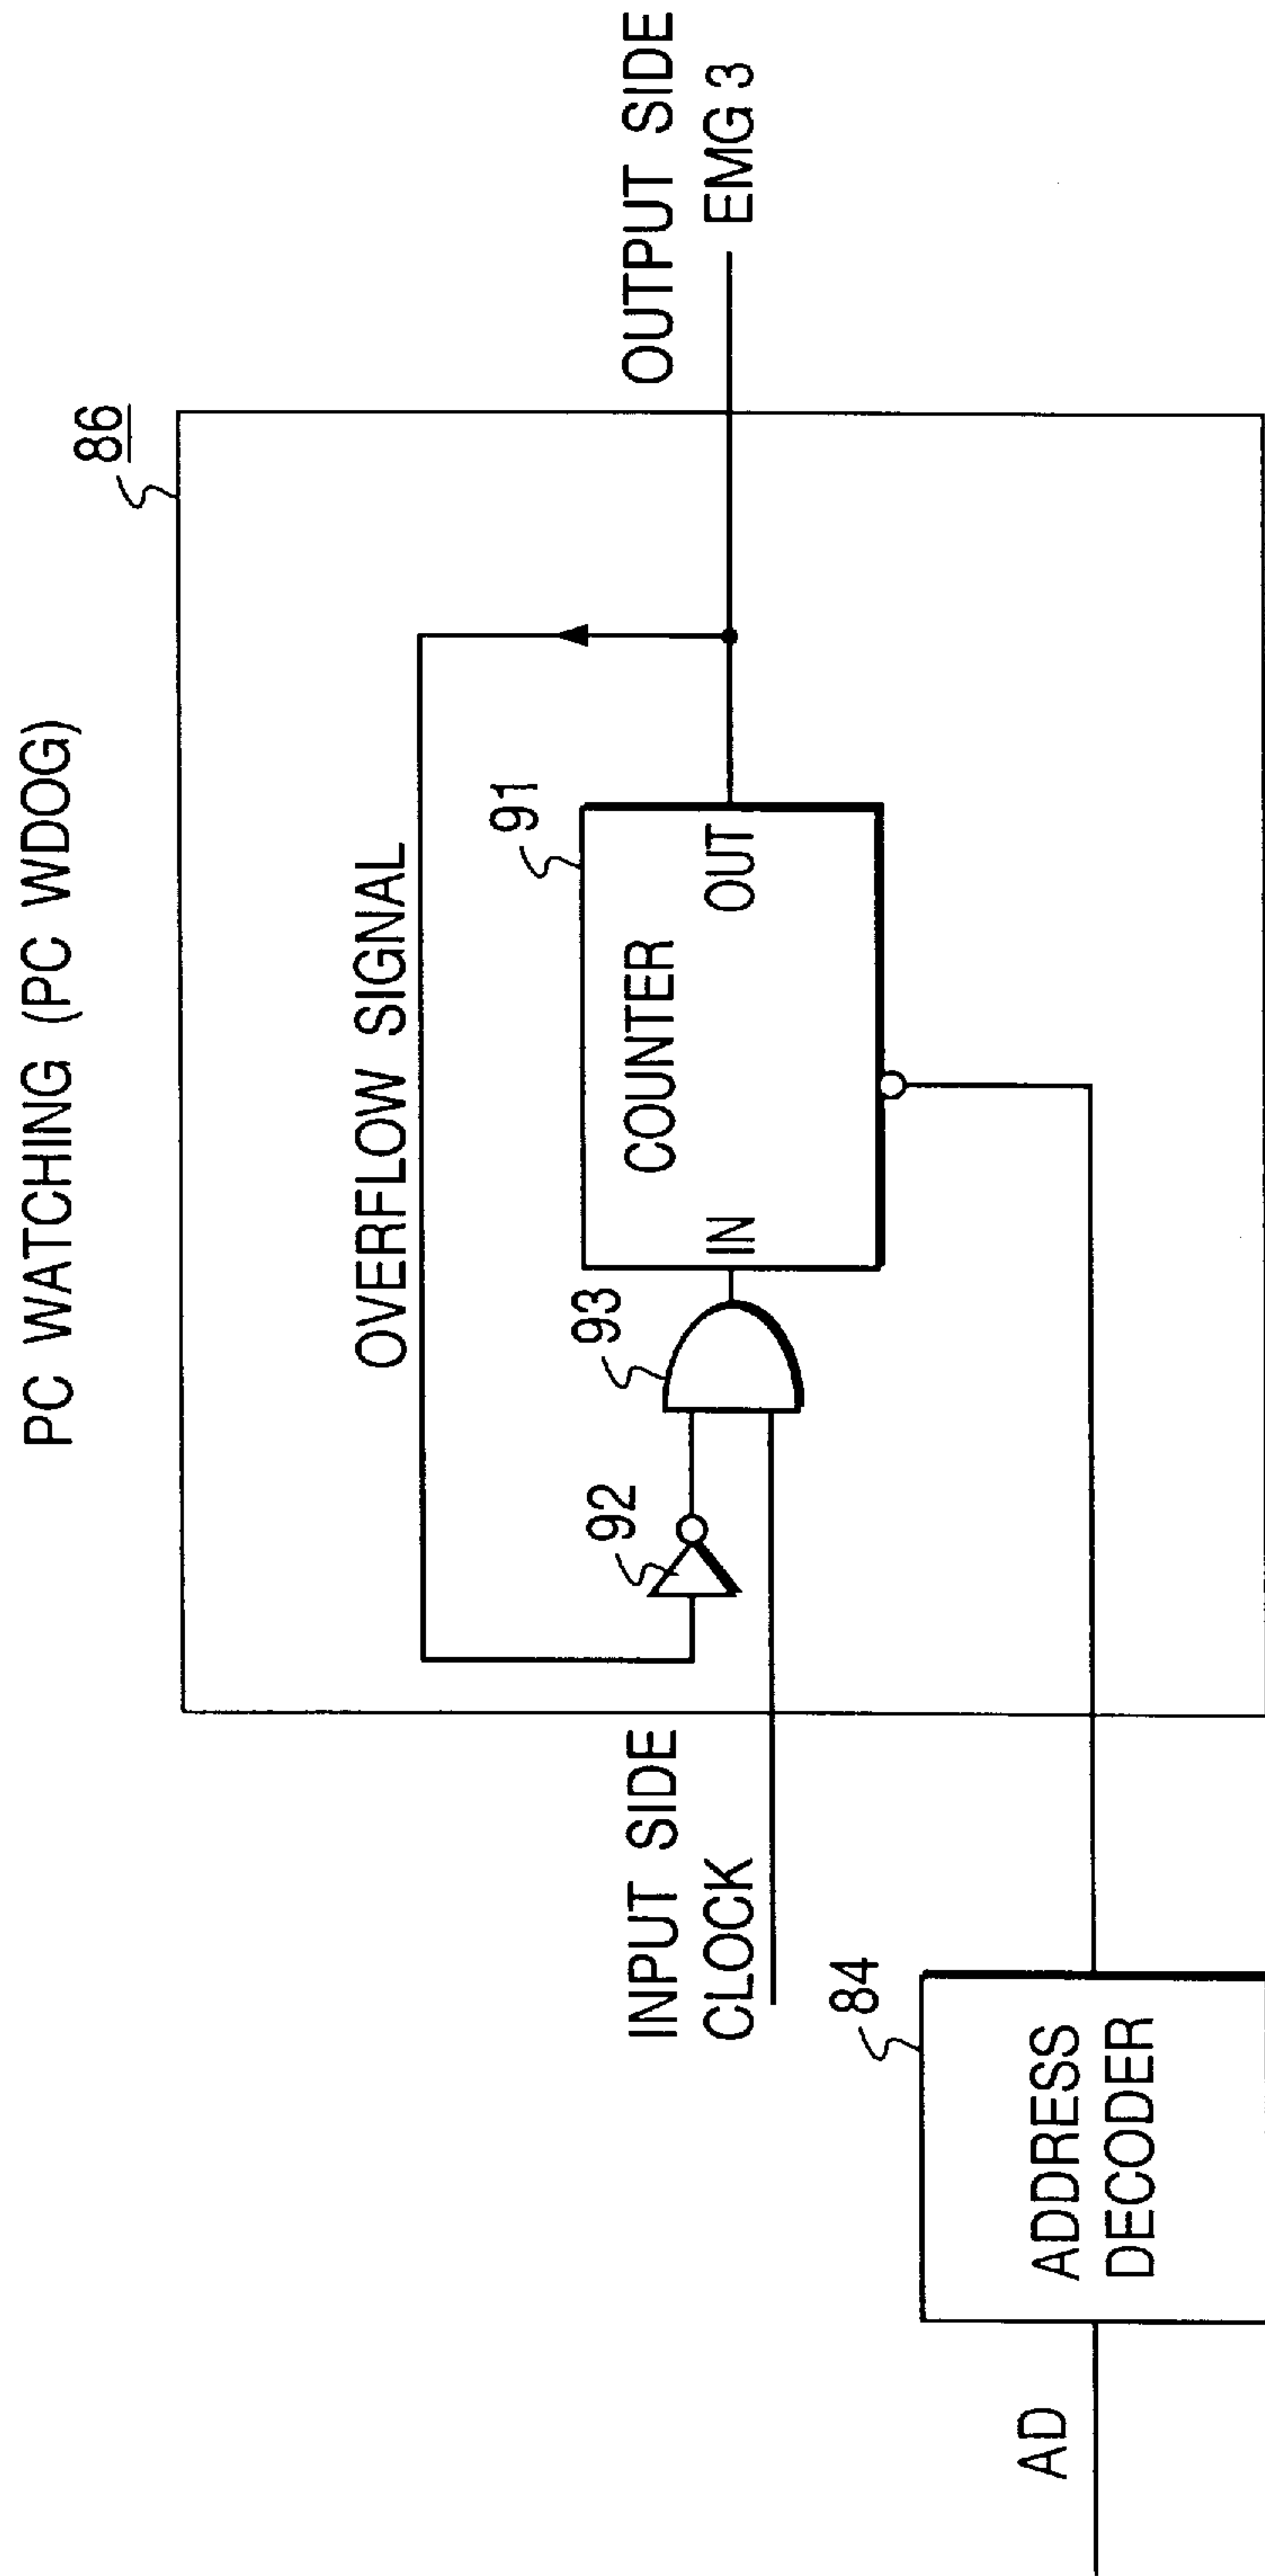 PC WATCHING (PC WDOG)
86
OVERFLOW SIGNAL
91
COUNTER
IN
OUT
93
92
INPUT SIDE
CLOCK
OUTPUT SIDE
EMG 3
84
ADDRESS
DECODER
AD